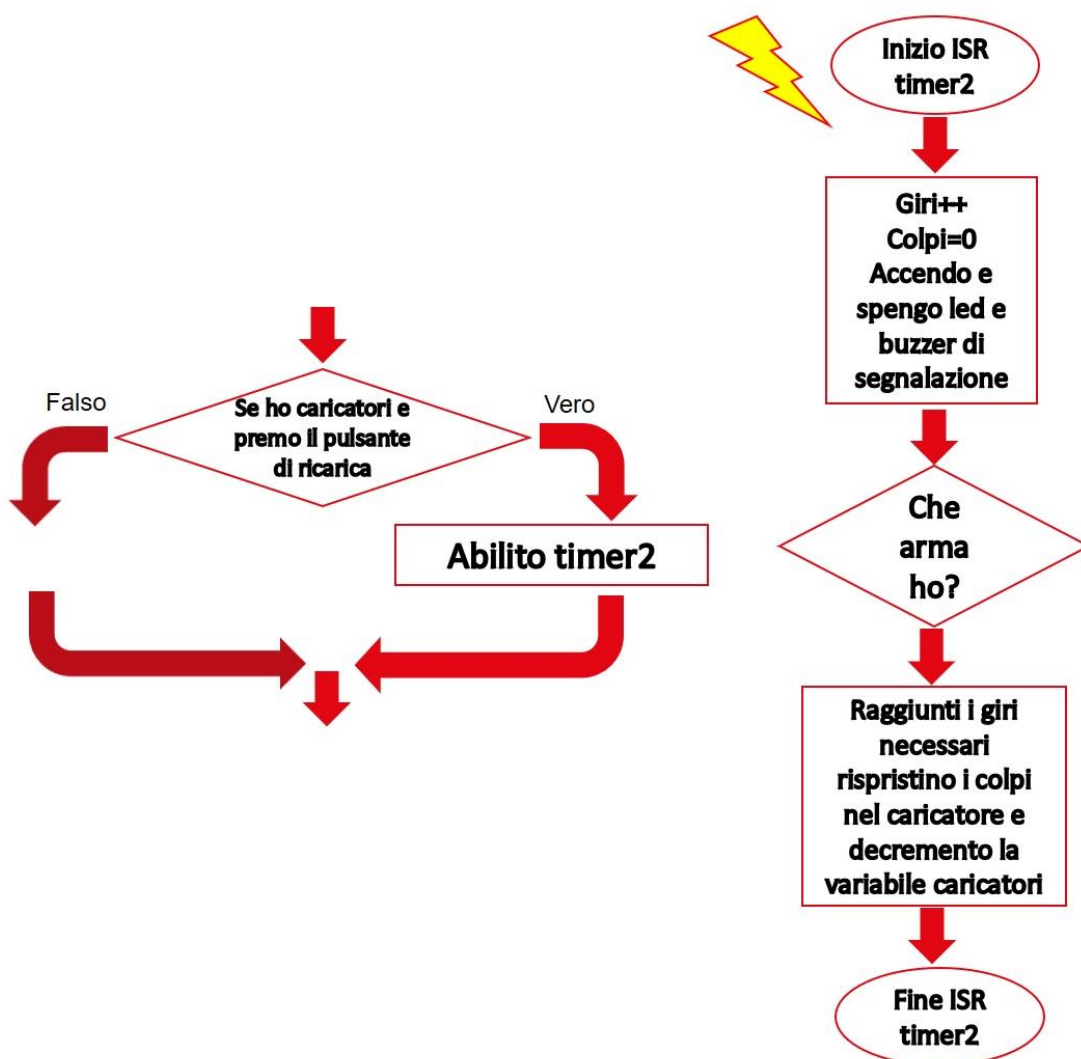 Inizio ISR
timer2
Giri++
Colpi=0
Accendo e
spengo led e
buzzer di
segnalazione
Falso
Se ho caricatori e
premo il pulsante
di ricarica
Vero
Abilito timer2
Che
arma
ho?
Raggiunti i giri
necessari
rispristino i colpi
nel caricatore e
decremento la
variabile caricatori
Fine ISR
timer2